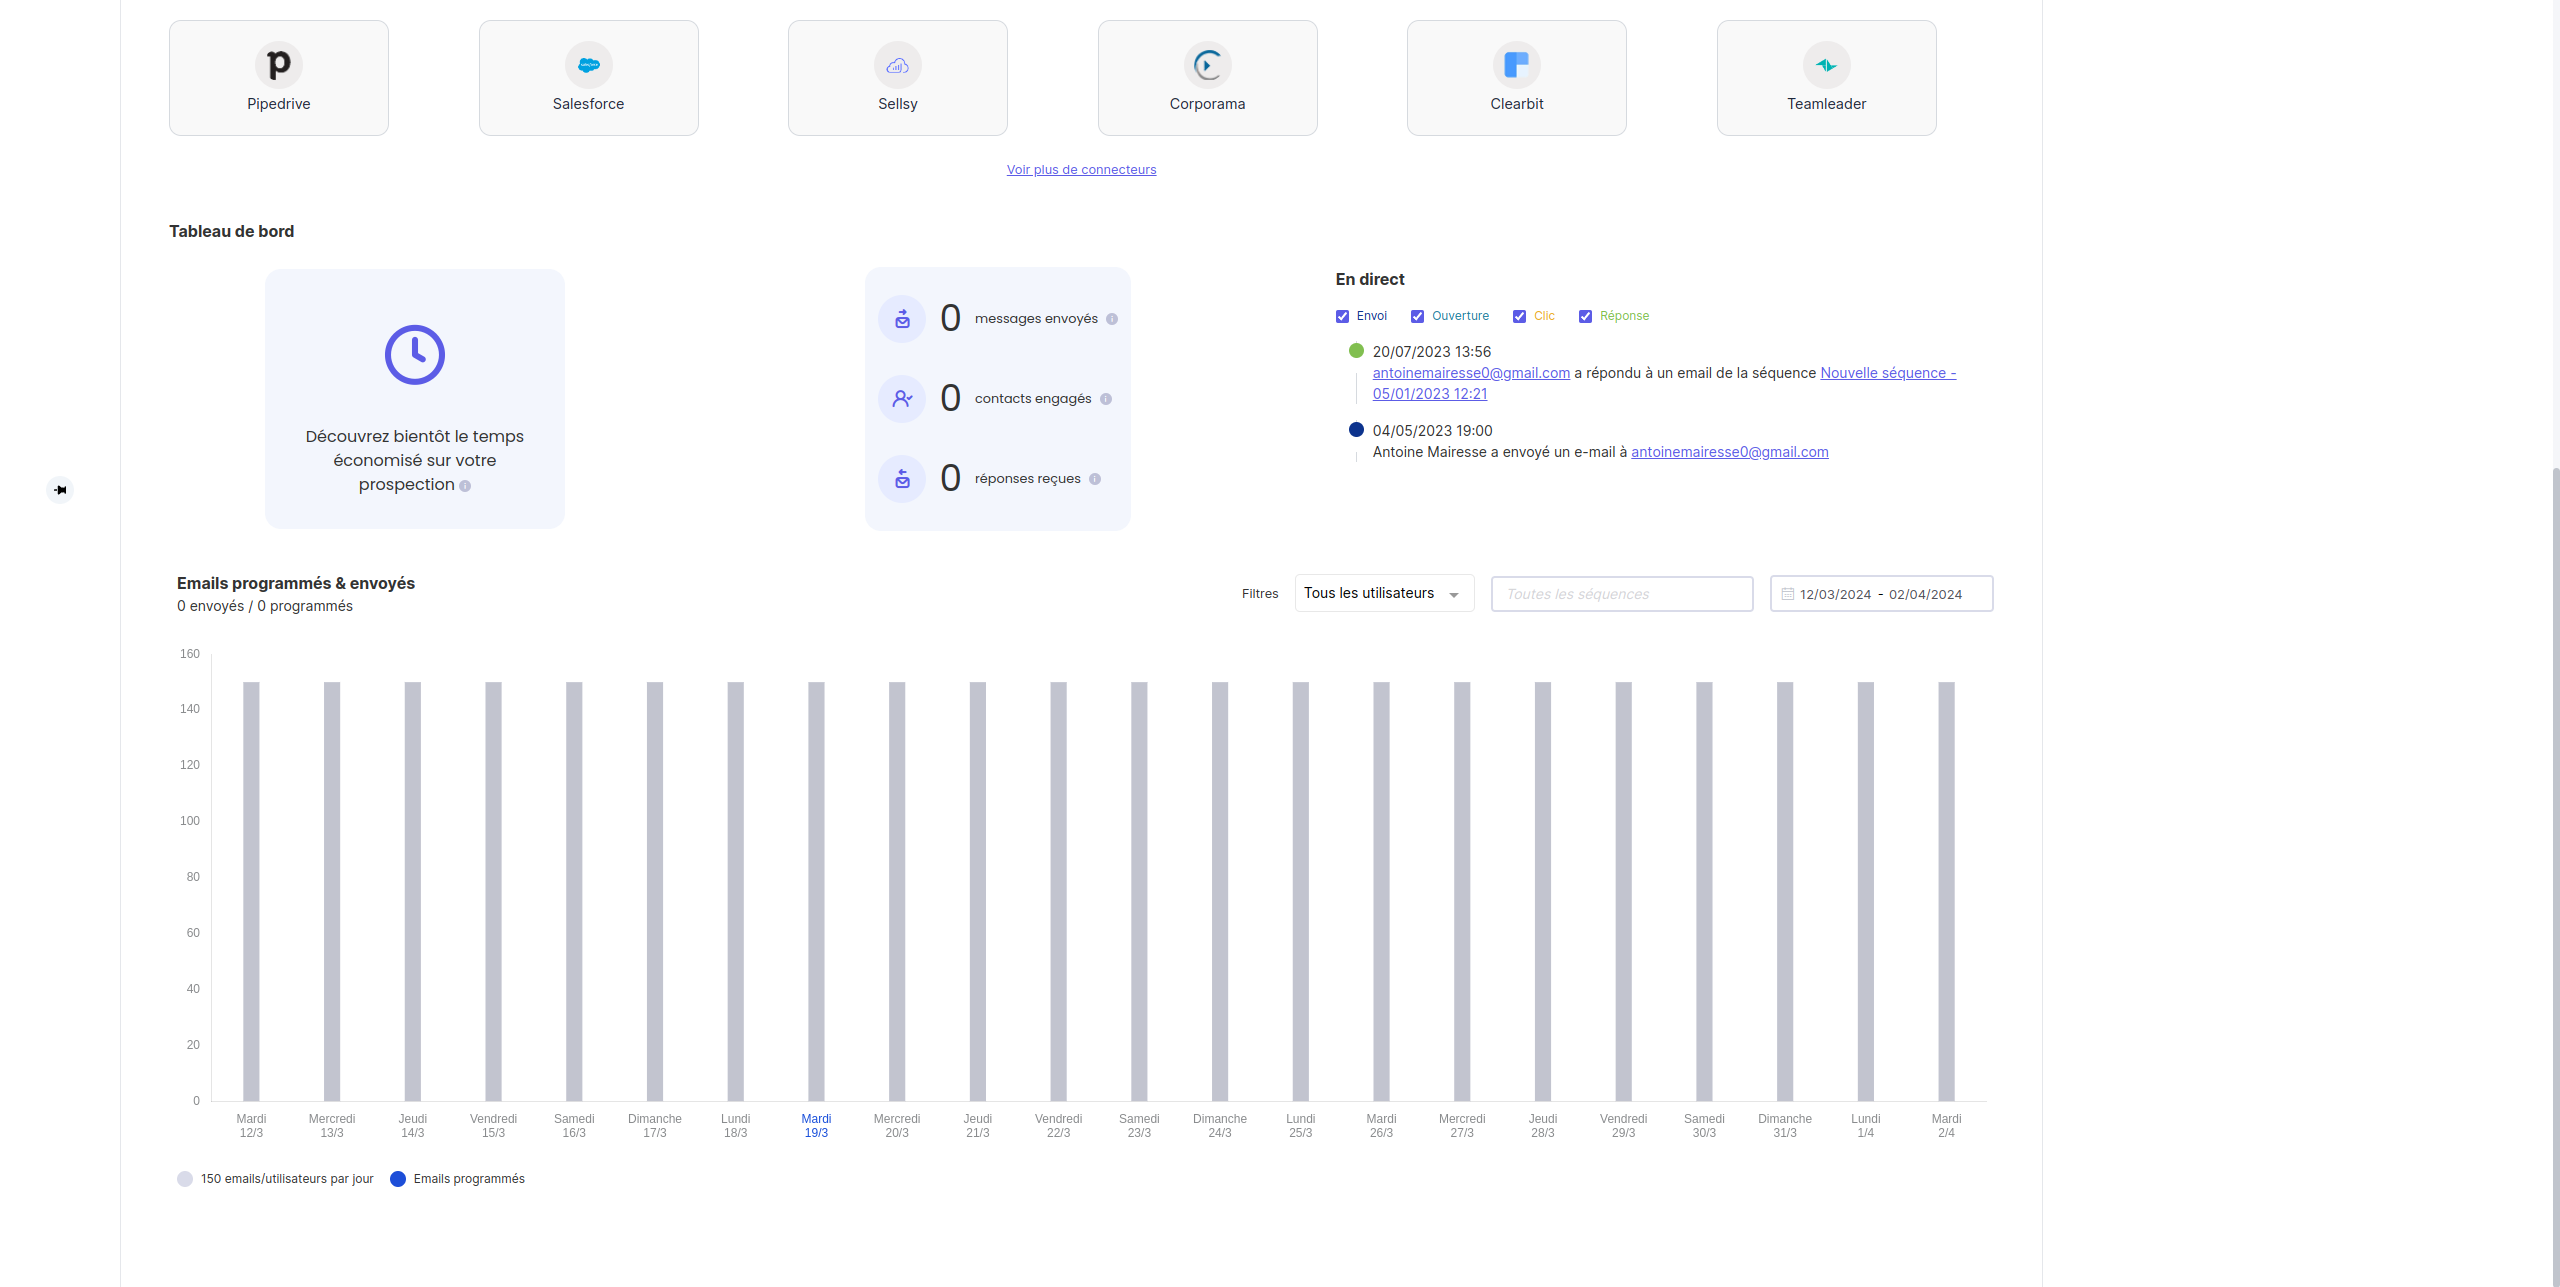 Pipedrive
Salesforce
Sellsy
Corporama
Clearbit
Teamleader
Voir plus de connecteurs
Tableau de bord
Découvrez bientôt le temps
économisé sur votre
prospection
0 messages envoyés
0 contacts engagés
0 réponses reçues
En direct
Envoi Ouverture Clic Réponse
20/07/2023 13:56
antoinemairesse0@gmail.com a répondu à un email de la séquence Nouvelle séquence -
05/01/2023 12:21
04/05/2023 19:00
Antoine Mairesse a envoyé un e-mail à antoinemairesse0@gmail.com
Emails programmés & envoyés
0 envoyés / 0 programmés
Filtres
Tous les utilisateurs
Toutes les séquences
12/03/2024 - 02/04/2024
160
140
120
100
80
60
40
20
0
Mardi
12/3
Mercredi
13/3
Jeudi
14/3
Vendredi
15/3
Samedi
16/3
Dimanche
17/3
Lundi
18/3
Mardi
19/3
Mercredi
20/3
Jeudi
21/3
Vendredi
22/3
Samedi
23/3
Dimanche
24/3
Lundi
25/3
Mardi
26/3
Mercredi
27/3
Jeudi
28/3
Vendredi
29/3
Samedi
30/3
Dimanche
31/3
Lundi
1/4
Mardi
2/4
150 emails/utilisateurs par jour
Emails programmés